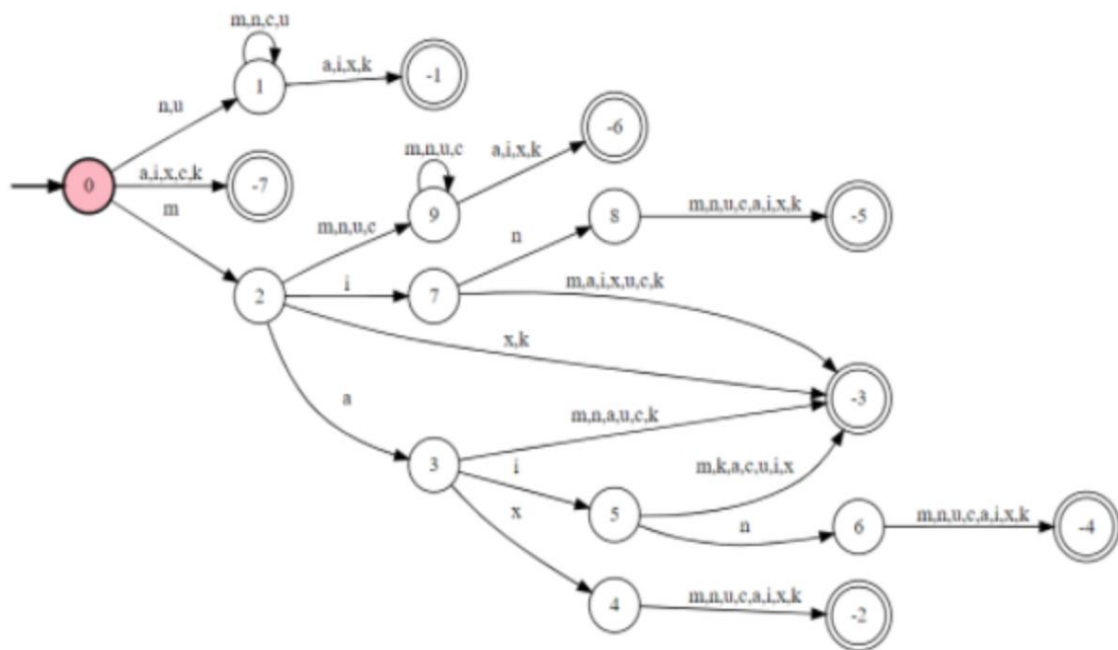 m,n,c,u
1
a,i,x,k
-1
n,u
0
a,i,x,c,k
-7
m
m,n,u,c
9
a,i,x,k
-6
m,n,u,c
2
i
7
n
8
m,n,u,c,a,i,x,k
-5
m,a,i,x,u,c,k
x,k
-3
a
3
m,n,a,u,c,k
i
5
m,k,a,c,u,i,x
n
6
m,n,u,c,a,i,x,k
-4
x
4
m,n,u,c,a,i,x,k
-2